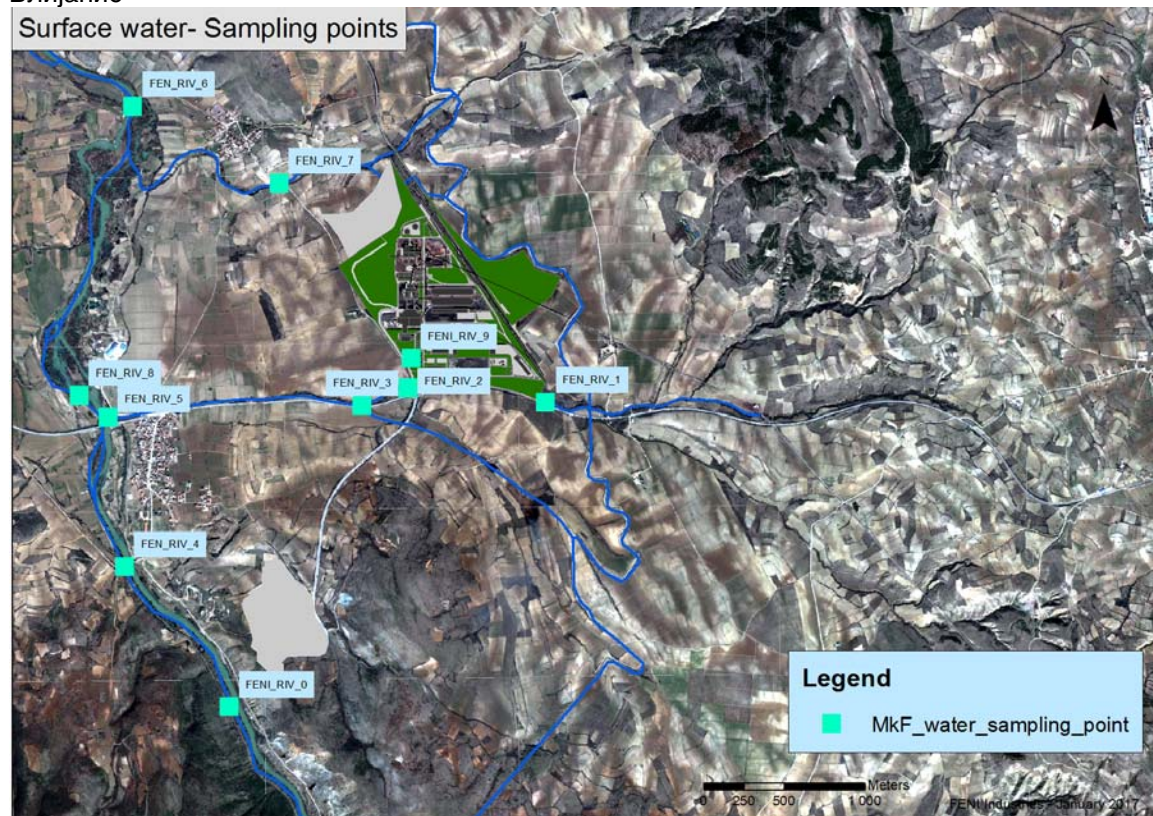 Влијание
Surface water- Sampling points
FEN_RIV_6
FEN_RIV_7
FENI_RIV_9
FEN_RIV_8
FEN_RIV_3
FEN_RIV_2
FEN_RIV_1
FEN_RIV_5
FEN_RIV_4
FENI_RIV_0
Legend
MkF_water_sampling_point
Meters
0 250 500 1 000
FENI Industries - January 2017